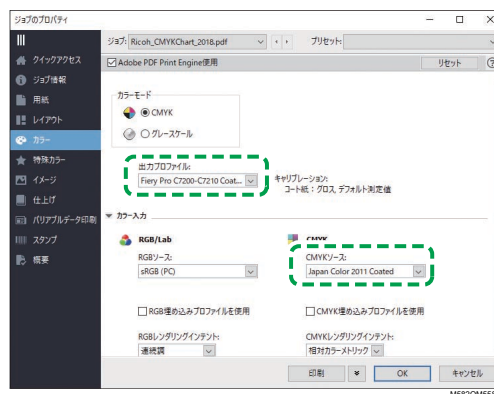 ジョブのプロパティ
ジョブ: Ricoh_CMYKChart_2018.pdf プリセット:
クイックアクセス
Adobe PDF Print Engine使用 リセット
ジョブ情報
用紙
カラーモード
CMYK
レイアウト
グレースケール
カラー
特殊カラー
出力プロファイル:
Fiery Pro C7200-C7210 Coat...
キャリブレーション:
コート紙：グロス, デフォルト測定値
イメージ
仕上げ
バリアブルデータ印刷
カラー入力
スタンプ
RGB/Lab CMYK
概要
RGBソース: CMYKソース:
sRGB (PC) Japan Color 2011 Coated
RGB埋め込みプロファイルを使用 CMYK埋め込みプロファイルを使用
RGBレンダリングインテント: CMYKレンダリングインテント:
連続調 相対カラーメトリック
印刷 OK キャンセル